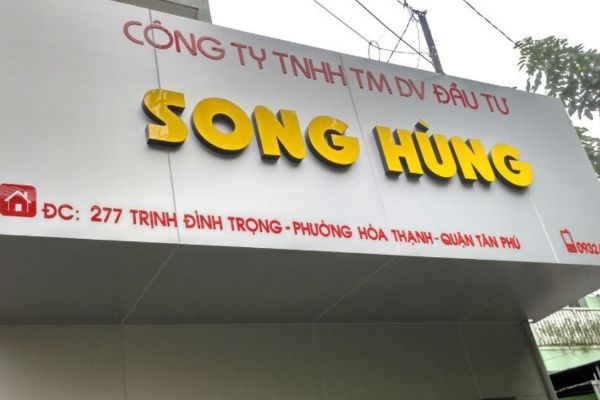 CÔNG TY TNHH TM DV ĐẦU TƯ
SONG HÙNG
ĐC: 277 TRỊNH ĐÌNH TRỌNG - PHƯỜNG HÒA THẠNH - QUẬN TÂN PHÚ